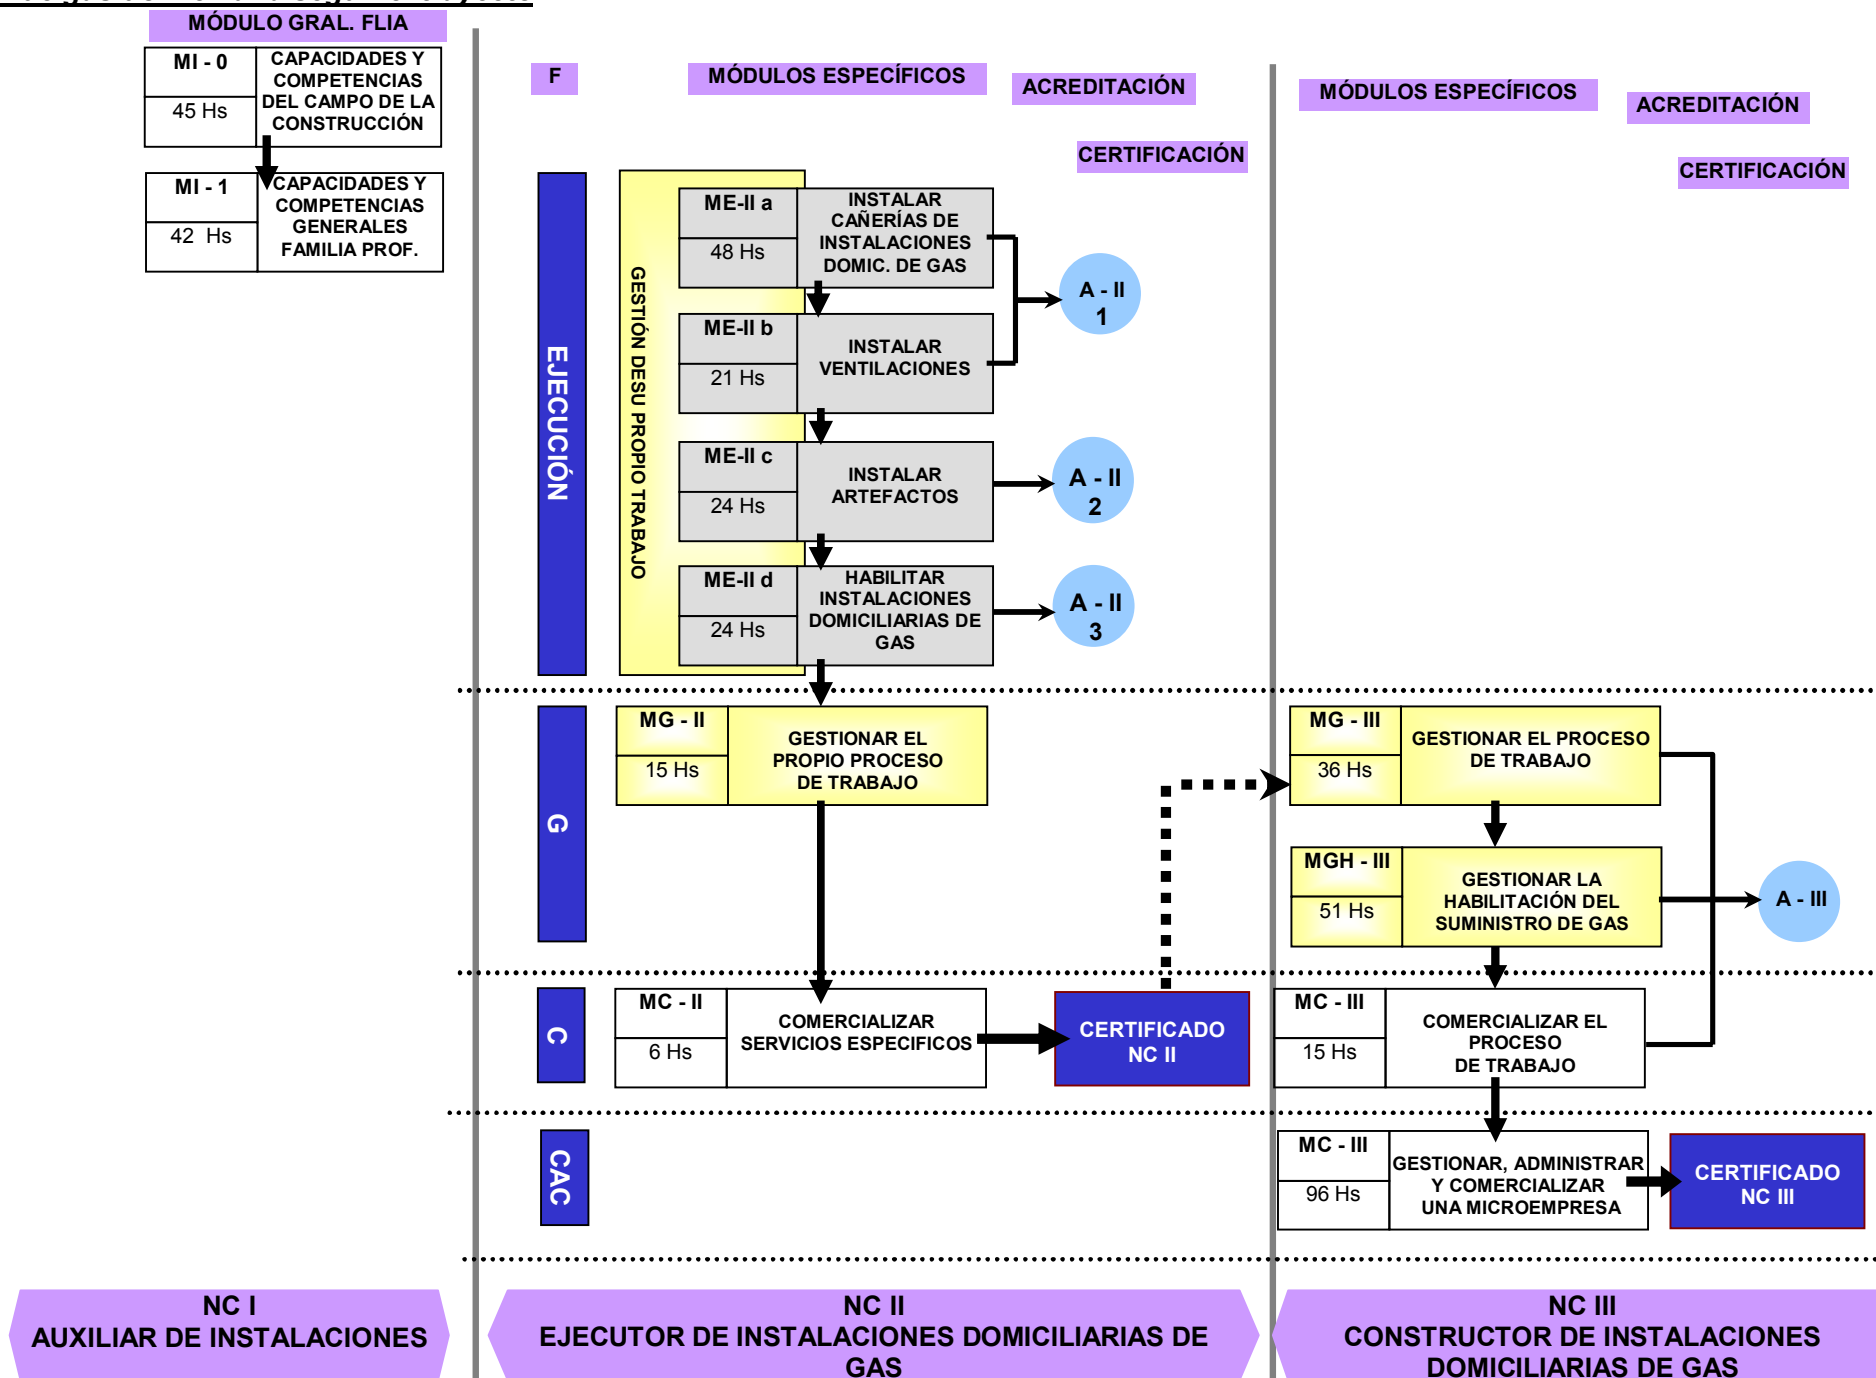 MÓDULO GRAL. FLIA
MI - 0
45 Hs
CAPACIDADES Y
COMPETENCIAS
DEL CAMPO DE LA
CONSTRUCCIÓN
MI - 1
42 Hs
CAPACIDADES Y
COMPETENCIAS
GENERALES
FAMILIA PROF.
F
MÓDULOS ESPECÍFICOS
ACREDITACIÓN
CERTIFICACIÓN
MÓDULOS ESPECÍFICOS
ACREDITACIÓN
CERTIFICACIÓN
EJECUCIÓN
GESTIÓN DESU PROPIO TRABAJO
ME-II a
48 Hs
INSTALAR
CAÑERÍAS DE
INSTALACIONES
DOMIC. DE GAS
ME-II b
21 Hs
INSTALAR
VENTILACIONES
A - II
1
ME-II c
24 Hs
INSTALAR
ARTEFACTOS
A - II
2
ME-II d
24 Hs
HABILITAR
INSTALACIONES
DOMICILIARIAS DE
GAS
A - II
3
G
MG - II
15 Hs
GESTIONAR EL
PROPIO PROCESO
DE TRABAJO
MG - III
36 Hs
GESTIONAR EL PROCESO
DE TRABAJO
MGH - III
51 Hs
GESTIONAR LA
HABILITACIÓN DEL
SUMINISTRO DE GAS
A - III
C
MC - II
6 Hs
COMERCIALIZAR
SERVICIOS ESPECIFICOS
CERTIFICADO
NC II
MC - III
15 Hs
COMERCIALIZAR EL
PROCESO
DE TRABAJO
CAC
MC - III
96 Hs
GESTIONAR, ADMINISTRAR
Y COMERCIALIZAR
UNA MICROEMPRESA
CERTIFICADO
NC III
NC I
AUXILIAR DE INSTALACIONES
NC II
EJECUTOR DE INSTALACIONES DOMICILIARIAS DE
GAS
NC III
CONSTRUCTOR DE INSTALACIONES
DOMICILIARIAS DE GAS